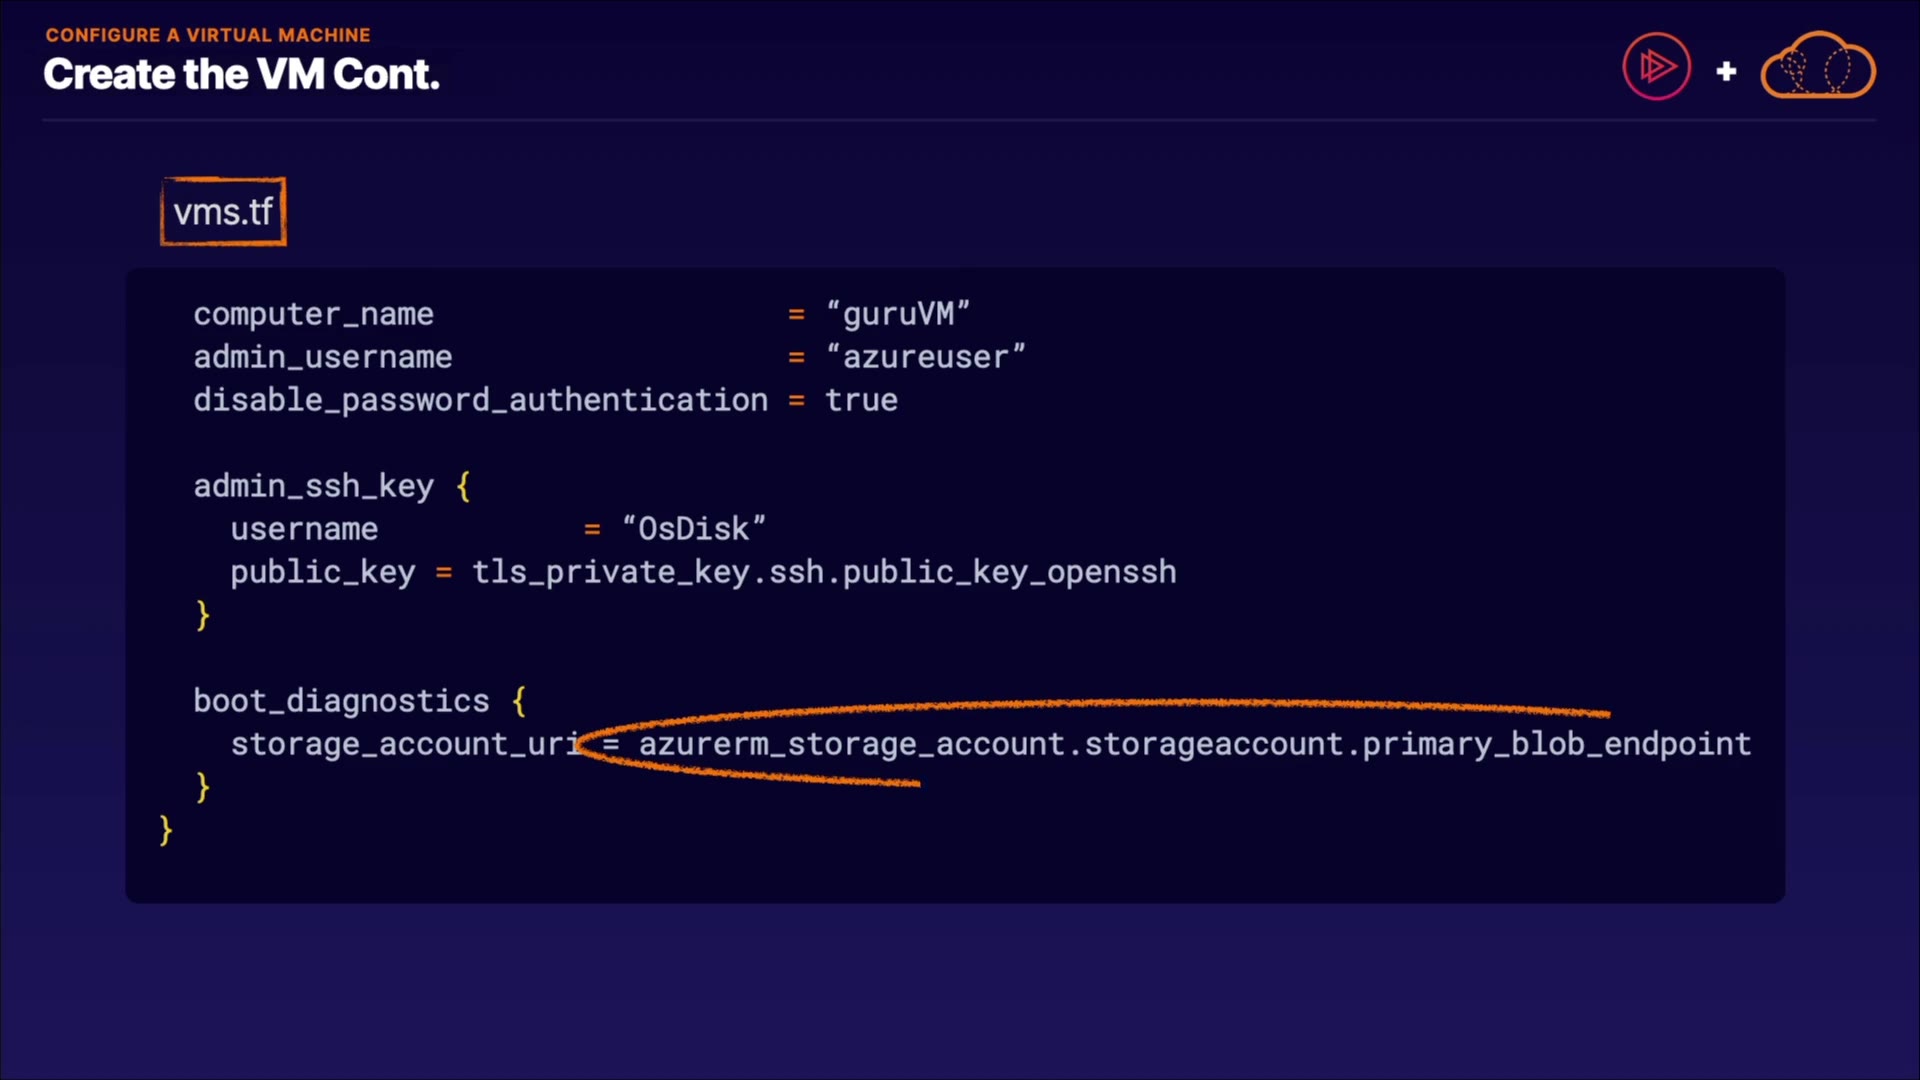 CONFIGURE A VIRTUAL MACHINE
Create the VM Cont.
vms.tf
computer_name = “guruVM”
admin_username = “azureuser”
disable_password_authentication = true
admin_ssh_key {
username = “OsDisk”
public_key = tls_private_key.ssh.public_key_openssh
}
boot_diagnostics {
storage_account_uri = azurerm_storage_account.storageaccount.primary_blob_endpoint
}
}